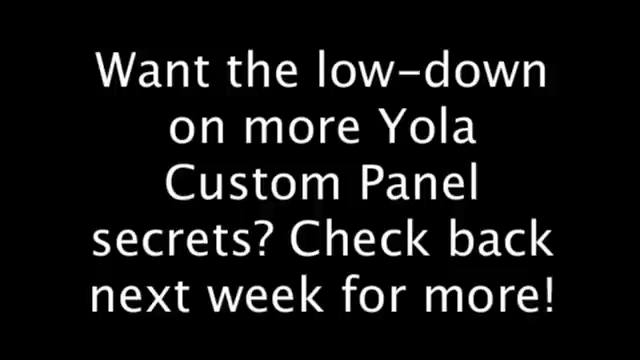 Want the low-down
on more Yola
Custom Panel
secrets? Check back
next week for more!